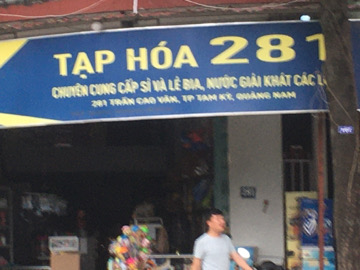 TẠP HÓA 281
CHUYÊN CUNG CẤP SỈ VÀ LẺ BIA, NƯỚC GIẢI KHÁT CÁC
281 TRẦN CAO VÂN, TP TAM KỲ, QUẢNG NAM